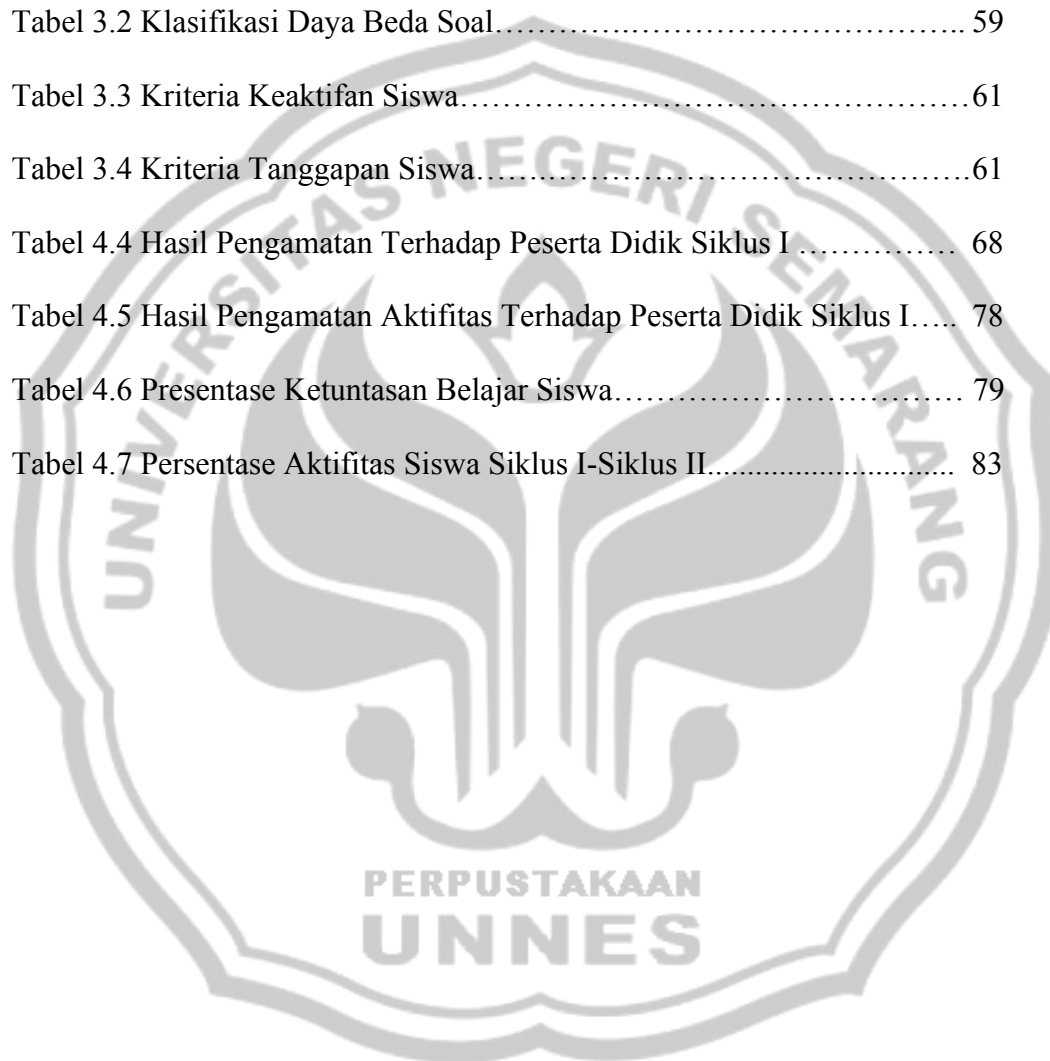 Tabel 3.2 Klasifikasi Daya Beda Soal………….………………………….. 59
Tabel 3.3 Kriteria Keaktifan Siswa……………………………………………61
Tabel 3.4 Kriteria Tanggapan Siswa…….……………………………………61
Tabel 4.4 Hasil Pengamatan Terhadap Peserta Didik Siklus I …………… 68
Tabel 4.5 Hasil Pengamatan Aktifitas Terhadap Peserta Didik Siklus I….. 78
Tabel 4.6 Presentase Ketuntasan Belajar Siswa………………………… 79
Tabel 4.7 Persentase Aktifitas Siswa Siklus I-Siklus II............................ 83
UNIVERSITAS NEGERI SEMARANG
PERPUSTAKAAN
UNNES